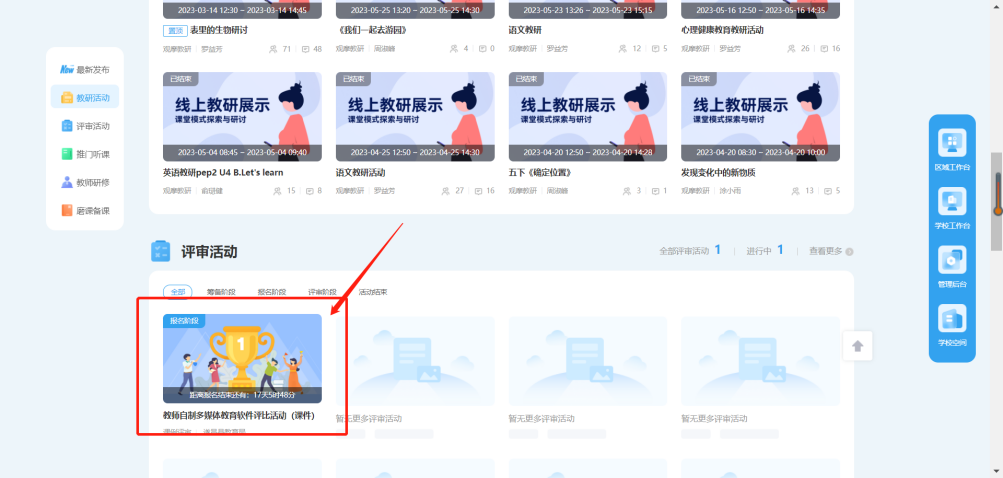 2023-03-14 12:30 ~ 2023-03-14 14:45
2023-05-25 13:20 ~ 2023-05-25 14:30
2023-05-23 13:26 ~ 2023-05-23 15:15
2023-05-16 12:50 ~ 2023-05-16 14:35
置顶 表里的生物研讨
《我们一起去游园》
语文教研
心理健康教育教研活动
观摩教研 罗益芳 71 48
观摩教研 周淑峰 4 0
观摩教研 罗益芳 12 5
观摩教研 罗益芳 26 16
New 最新发布
教研活动
评审活动
推门听课
教师研修
磨课备课
已结束
线上教研展示
课堂模式探索与研讨
2023-05-04 08:45 ~ 2023-05-04 09:40
已结束
线上教研展示
课堂模式探索与研讨
2023-04-25 12:50 ~ 2023-04-25 14:30
已结束
线上教研展示
课堂模式探索与研讨
2023-04-20 12:50 ~ 2023-04-20 14:28
已结束
线上教研展示
课堂模式探索与研讨
2023-04-20 08:30 ~ 2023-04-20 10:00
英语教研pep2 U4 B.Let's learn
语文教研活动
五下《确定位置》
发现变化中的新物质
观摩教研 15 8
观摩教研 罗益芳 27 16
观摩教研 周淑峰 3 1
观摩教研 涂小雨 13 5
区域工作台
学校工作台
管理后台
学校空间
评审活动
全部评审活动 1 进行中 1 查看更多
全部 筹备阶段 报名阶段 评审阶段 活动结束
报名阶段
1
距离报名结束还有：17天5时48分
教师自制多媒体教育软件评比活动（课件）
暂无更多评审活动
暂无更多评审活动
暂无更多评审活动